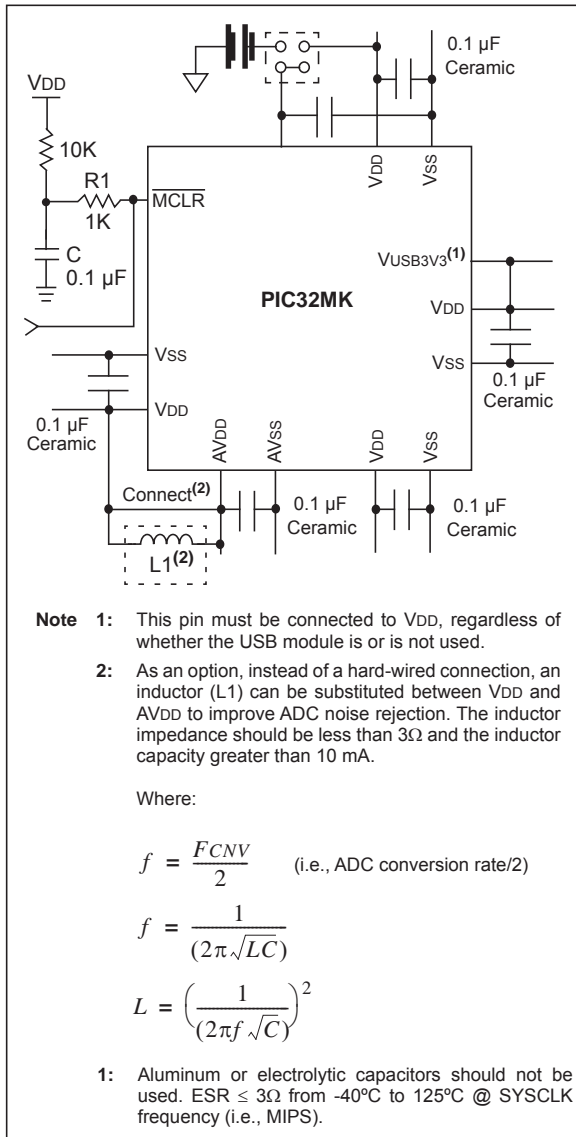 0.1 µF
Ceramic
VDD
10K
R1
1K
MCLR
VDD
VSS
C
0.1 µF
VUSB3V3(1)
PIC32MK
VDD
VSS
VSS
0.1 µF
Ceramic
VDD
0.1 µF
Ceramic
AVDD
AVSS
VDD
VSS
Connect(2)
0.1 µF
Ceramic
0.1 µF
Ceramic
L1(2)
Note 1: This pin must be connected to VDD, regardless of
whether the USB module is or is not used.
2: As an option, instead of a hard-wired connection, an
inductor (L1) can be substituted between VDD and
AVDD to improve ADC noise rejection. The inductor
impedance should be less than 3Ω and the inductor
capacity greater than 10 mA.
Where:
f = FCNV / 2 (i.e., ADC conversion rate/2)
f = 1 / (2π√LC)
L = (1 / (2πf√C))²
1: Aluminum or electrolytic capacitors should not be
used. ESR ≤ 3Ω from -40ºC to 125ºC @ SYSCLK
frequency (i.e., MIPS).